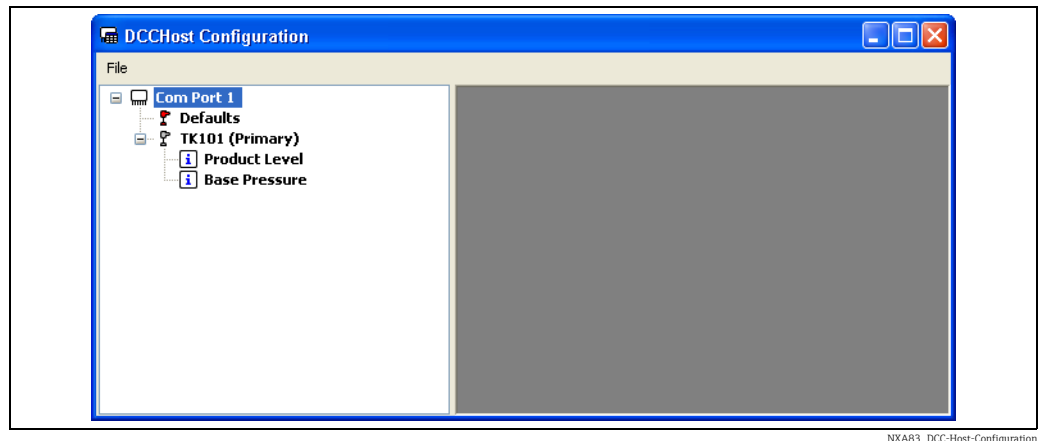 DCCHost Configuration
File
Com Port 1
Defaults
TK101 (Primary)
i Product Level
i Base Pressure
NXA83_DCC-Host-Configuration